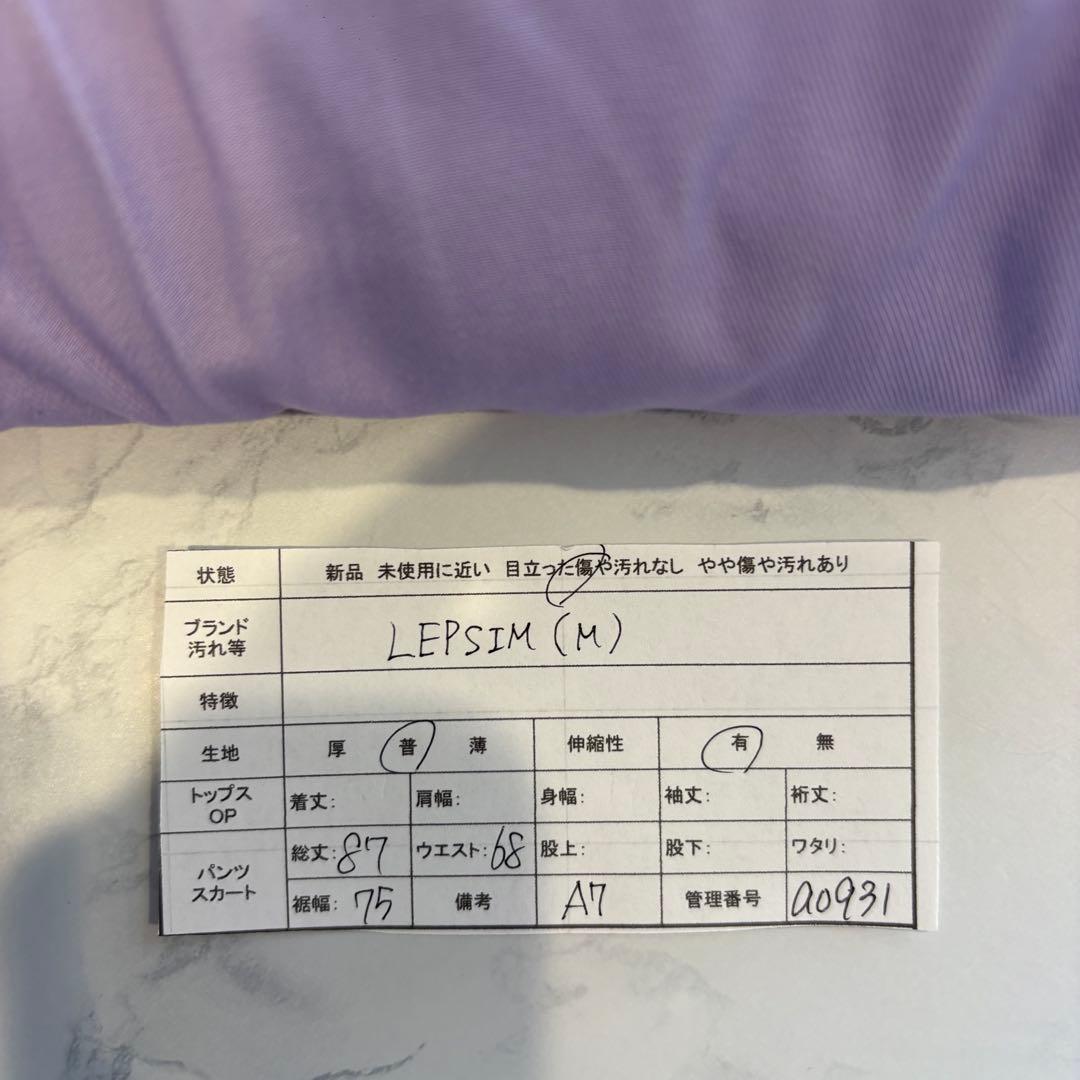 状態 新品 未使用に近い 目立った傷や汚れなし やや傷や汚れあり
ブランド 汚れ等 LEPSIM (M)
特徴
生地 厚 普 薄 伸縮性 有 無
トップス OP 着丈: 肩幅: 身幅: 袖丈: 裄丈:
パンツ スカート 総丈:87 ウエスト:68 股上: 股下: ワタリ:
裾幅: 75 備考 A7 管理番号 a0931